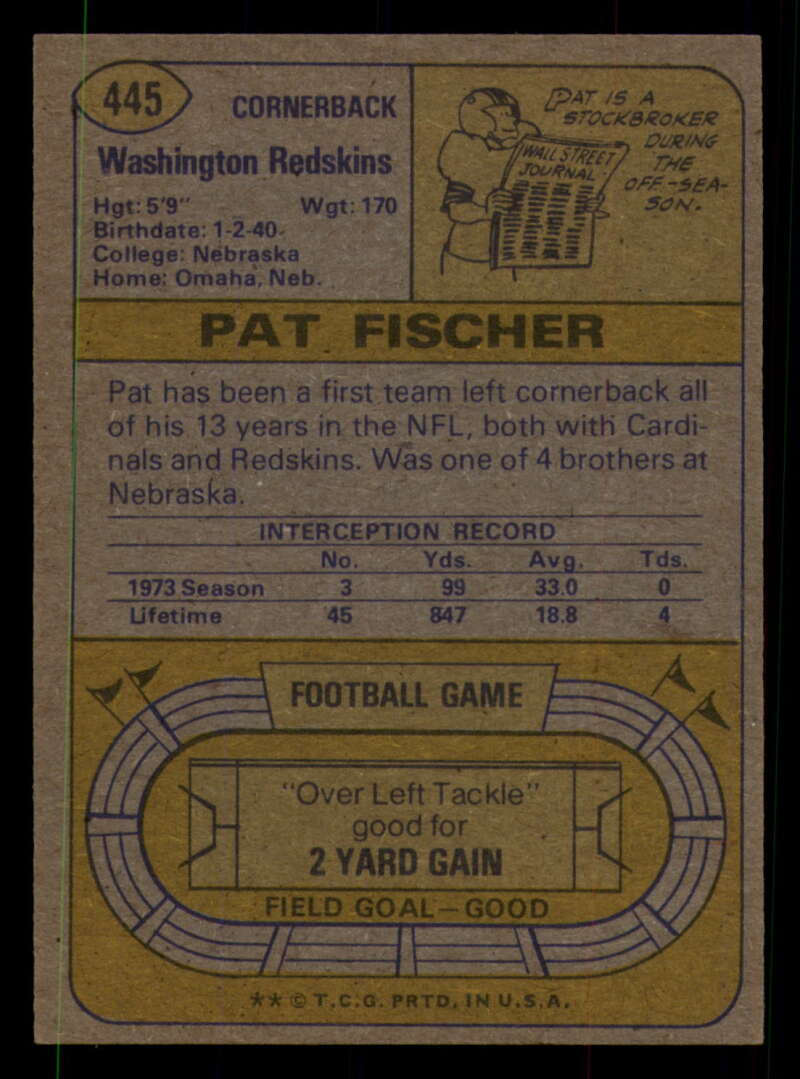 445
CORNERBACK
Washington Redskins
Hgt: 5'9" Wgt: 170
Birthdate: 1-2-40
College: Nebraska
Home: Omaha, Neb.
PAT IS A
STOCKBROKER
DURING
THE
OFF-SEA-
SON.
WALL STREET
JOURNAL
PAT FISCHER
Pat has been a first team left cornerback all
of his 13 years in the NFL, both with Cardi-
nals and Redskins. Was one of 4 brothers at
Nebraska.
INTERCEPTION RECORD
No. Yds. Avg. Tds.
1973 Season 3 99 33.0 0
Lifetime 45 847 18.8 4
FOOTBALL GAME
"Over Left Tackle"
good for
2 YARD GAIN
FIELD GOAL—GOOD
** © T.C.G. PRTD. IN U.S.A.